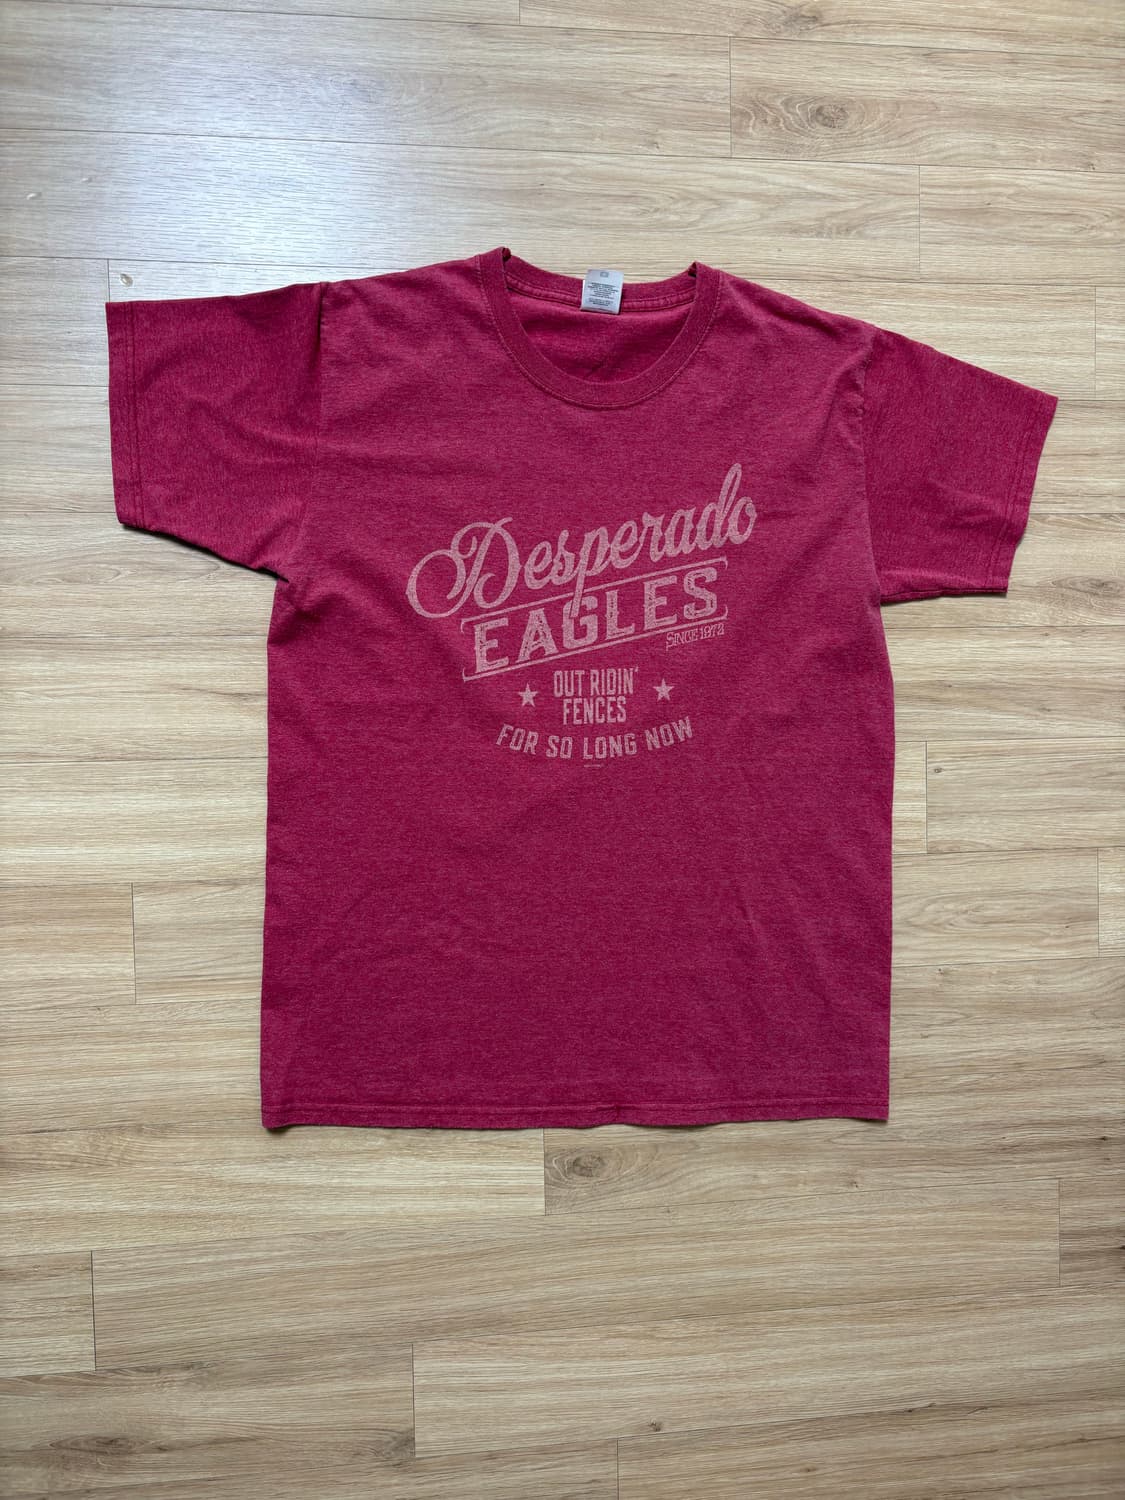 Desperado
EAGLES
SINCE 1972
OUT RIDIN'
FENCES
FOR SO LONG NOW